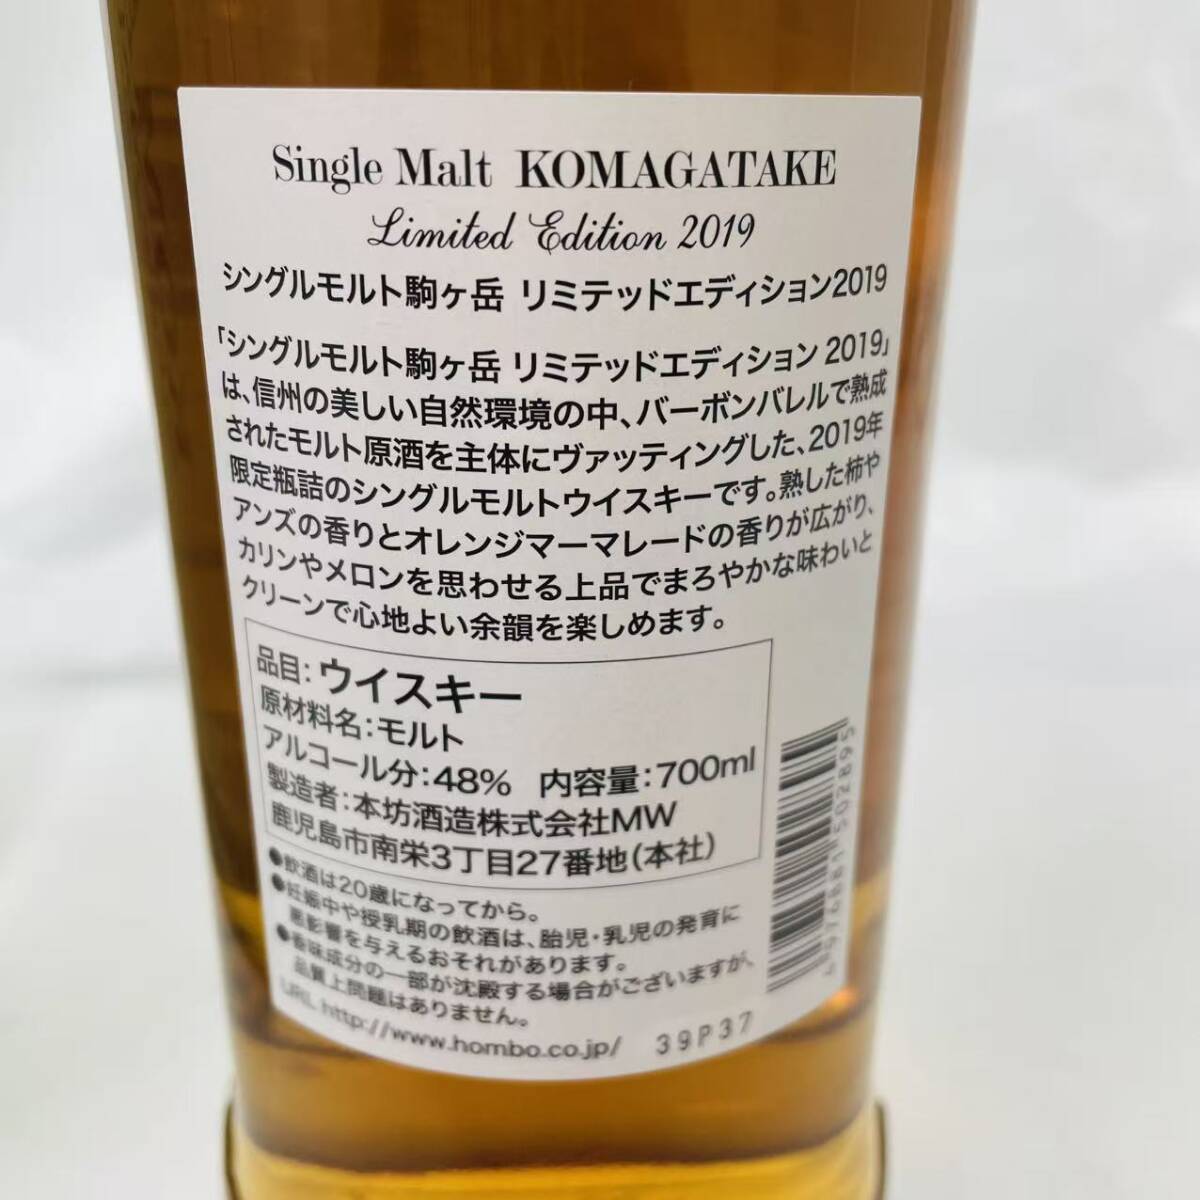 Single Malt KOMAGATAKE
Limited Edition 2019
シングルモルト駒ヶ岳 リミテッドエディション2019
「シングルモルト駒ヶ岳 リミテッドエディション 2019」
は、信州の美しい自然環境の中、バーボンバレルで熟成
されたモルト原酒を主体にヴァッティングした、2019年
限定瓶詰のシングルモルトウイスキーです。熟した柿や
アンズの香りとオレンジマーマレードの香りが広がり、
カリンやメロンを思わせる上品でまろやかな味わいと
クリーンで心地よい余韻を楽しめます。
品目：ウイスキー
原材料名：モルト
アルコール分：48% 内容量：700ml
製造者：本坊酒造株式会社MW
鹿児島市南栄3丁目27番地（本社）
●飲酒は20歳になってから。
●妊娠中や授乳期の飲酒は、胎児・乳児の発育に
悪影響を与えるおそれがあります。
●香味成分の一部が沈殿する場合がございますが、
品質上問題はありません。
URL http://www.hombo.co.jp/ 39P37
4976881502895